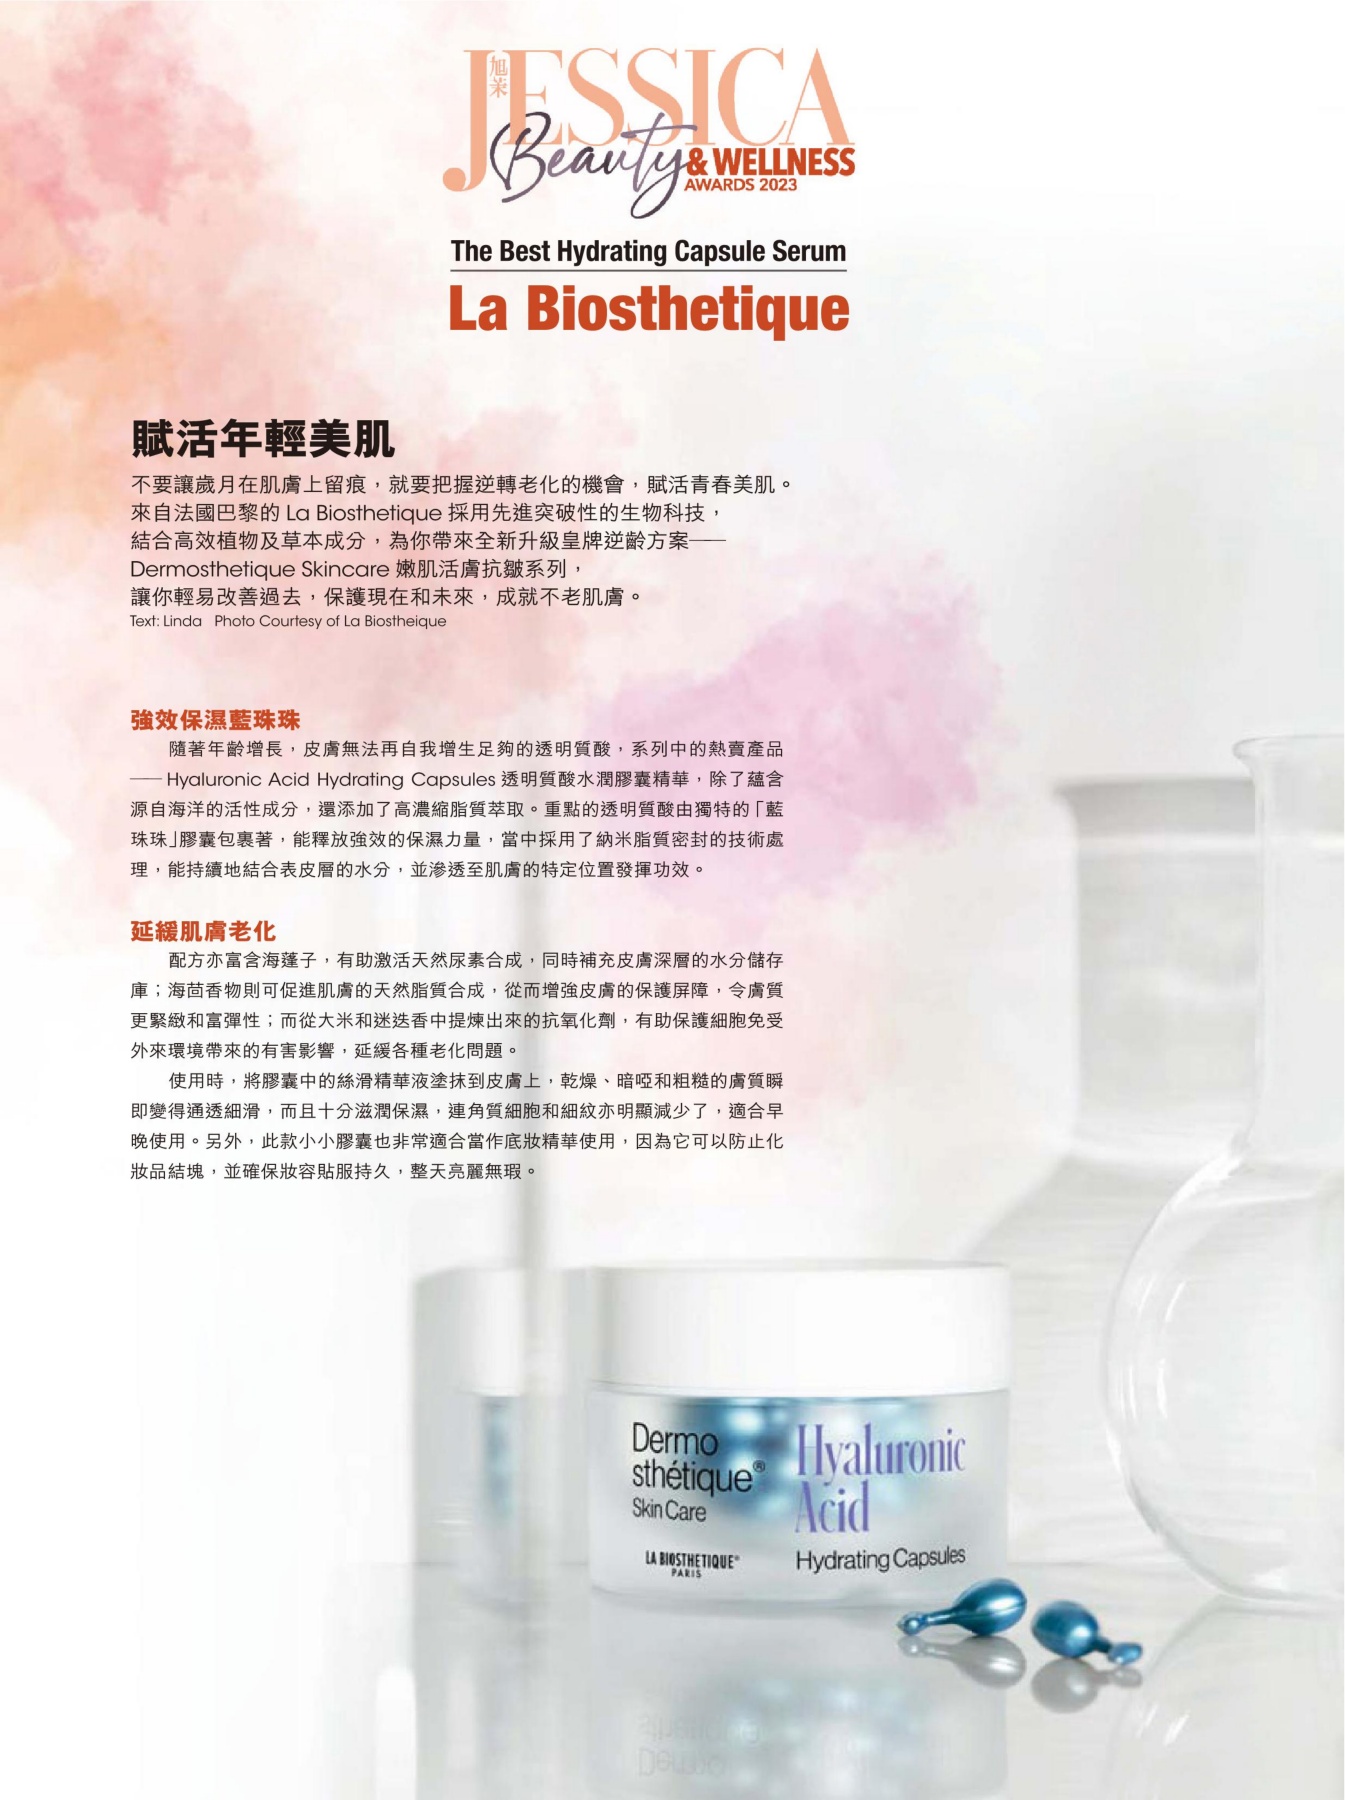 JESSICA
旭茉
Beauty & WELLNESS
AWARDS 2023
The Best Hydrating Capsule Serum
La Biosthetique
賦活年輕美肌
不要讓歲月在肌膚上留痕，就要把握逆轉老化的機會，賦活青春美肌。
來自法國巴黎的 La Biosthetique 採用先進突破性的生物科技，
結合高效植物及草本成分，為你帶來全新升級皇牌逆齡方案——
Dermosthetique Skincare 嫩肌活膚抗皺系列，
讓你輕易改善過去，保護現在和未來，成就不老肌膚。
Text: Linda Photo Courtesy of La Biostheique
強效保濕藍珠珠
隨著年齡增長，皮膚無法再自我增生足夠的透明質酸，系列中的熱賣產品
——Hyaluronic Acid Hydrating Capsules 透明質酸水潤膠囊精華，除了蘊含
源自海洋的活性成分，還添加了高濃縮脂質萃取。重點的透明質酸由獨特的「藍
珠珠」膠囊包裹著，能釋放強效的保濕力量，當中採用了納米脂質密封的技術處
理，能持續地結合表皮層的水分，並滲透至肌膚的特定位置發揮功效。
延緩肌膚老化
配方亦富含海蓬子，有助激活天然尿素合成，同時補充皮膚深層的水分儲存
庫；海茴香物則可促進肌膚的天然脂質合成，從而增強皮膚的保護屏障，令膚質
更緊緻和富彈性；而從大米和迷迭香中提煉出來的抗氧化劑，有助保護細胞免受
外來環境帶來的有害影響，延緩各種老化問題。
使用時，將膠囊中的絲滑精華液塗抹到皮膚上，乾燥、暗啞和粗糙的膚質瞬
即變得通透細滑，而且十分滋潤保濕，連角質細胞和細紋亦明顯減少了，適合早
晚使用。另外，此款小小膠囊也非常適合當作底妝精華使用，因為它可以防止化
妝品結塊，並確保妝容貼服持久，整天亮麗無瑕。
Dermo
sthétique®
Skin Care
LA BIOSTHETIQUE®
PARIS
Hyaluronic
Acid
Hydrating Capsules